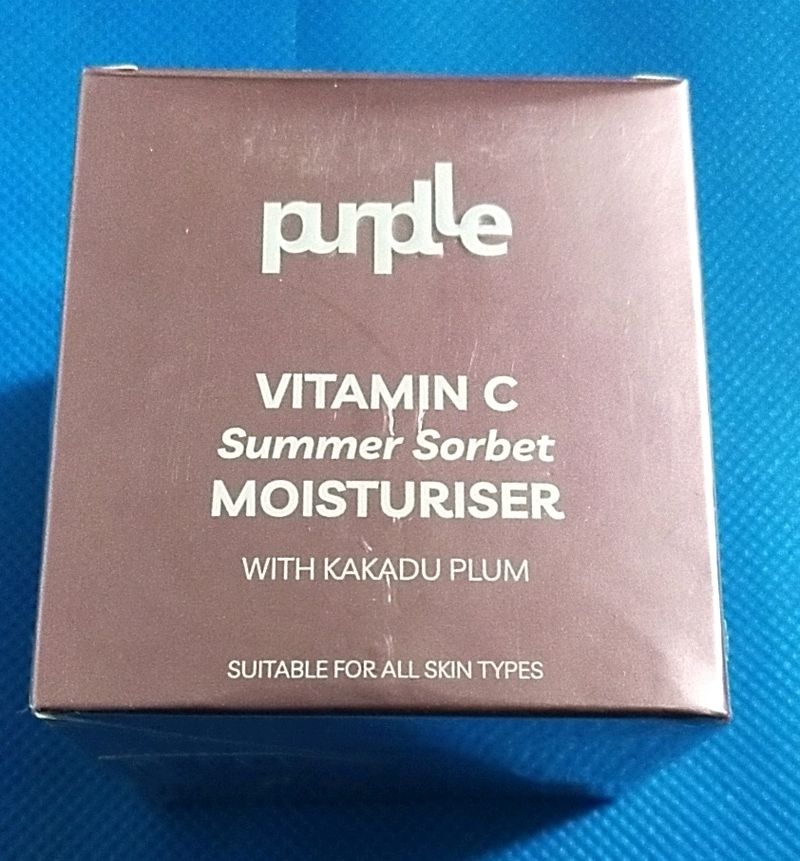 purplle
VITAMIN C
Summer Sorbet
MOISTURISER
WITH KAKADU PLUM
SUITABLE FOR ALL SKIN TYPES